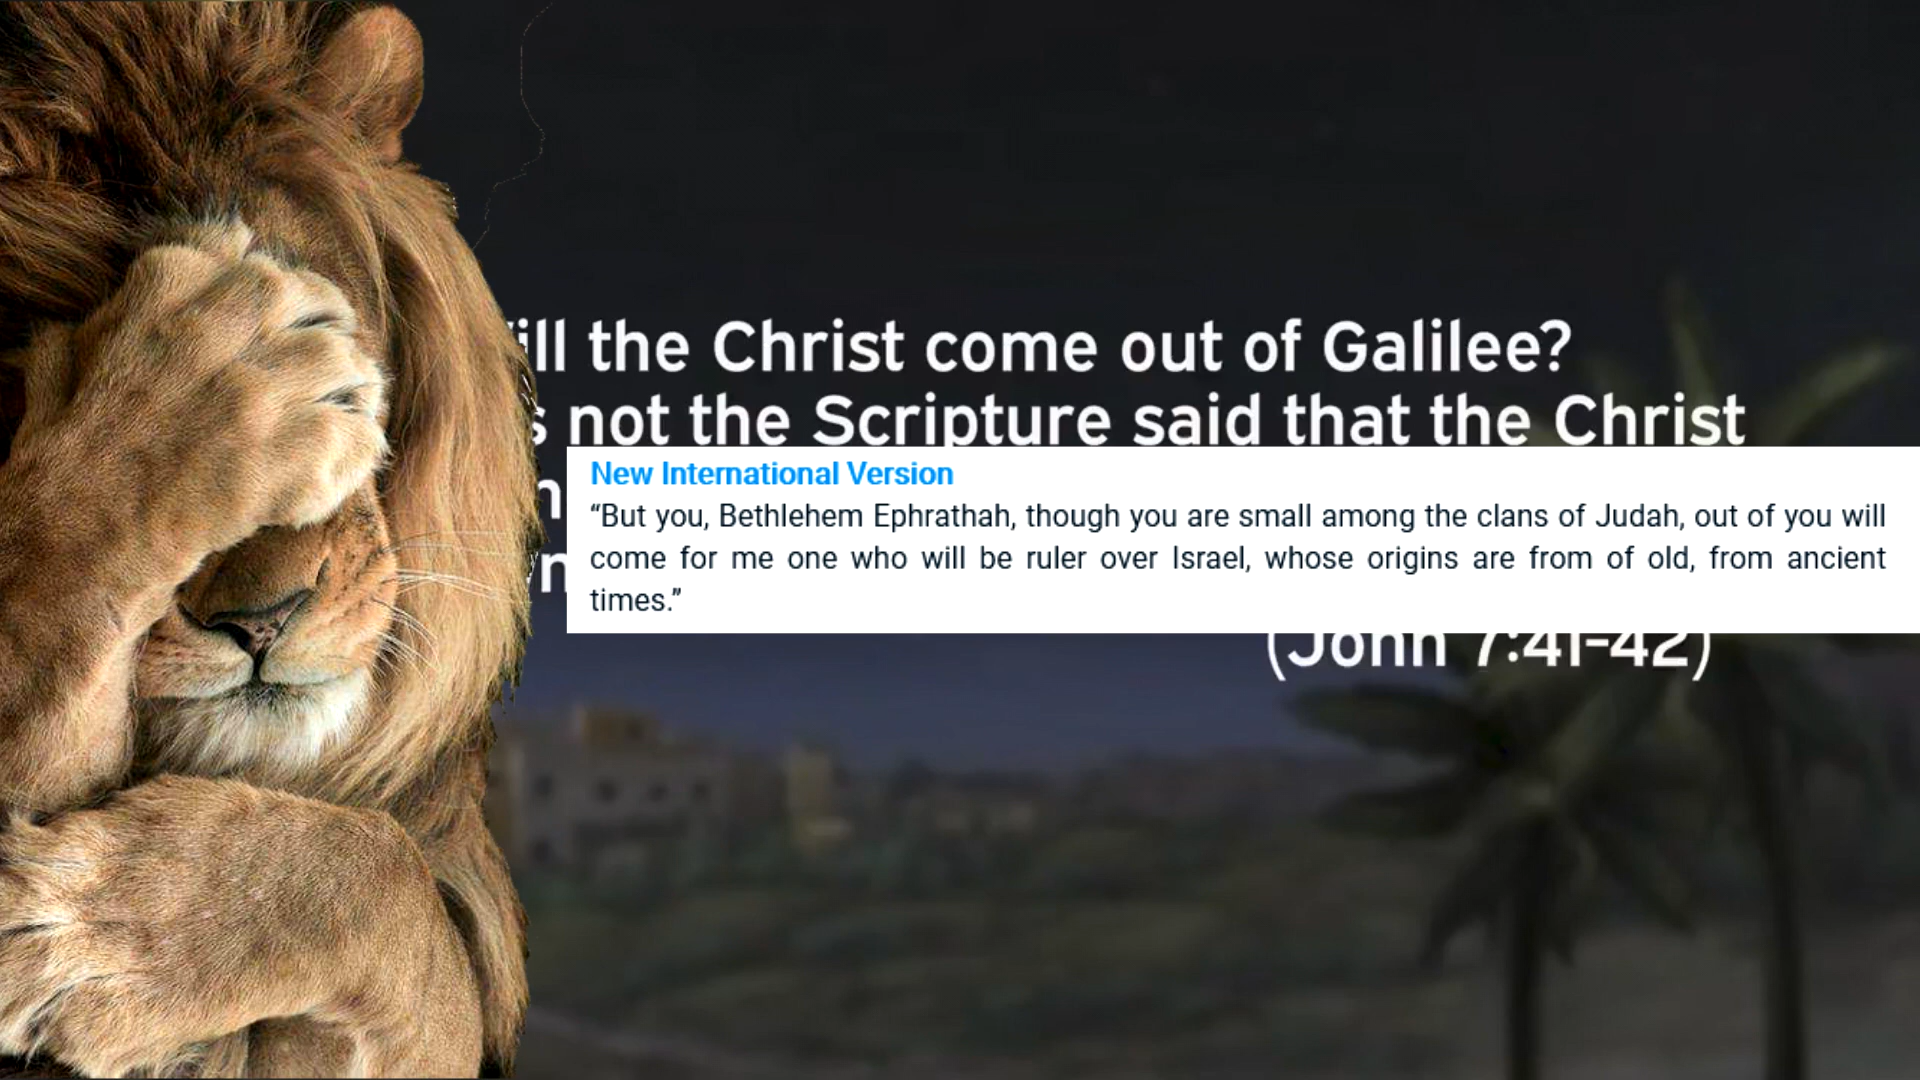 the Christ come out of Galilee?
not the Scripture said that the Christ
New International Version
“But you, Bethlehem Ephrathah, though you are small among the clans of Judah, out of you will
come for me one who will be ruler over Israel, whose origins are from of old, from ancient
times.”
(John 7:41-42)